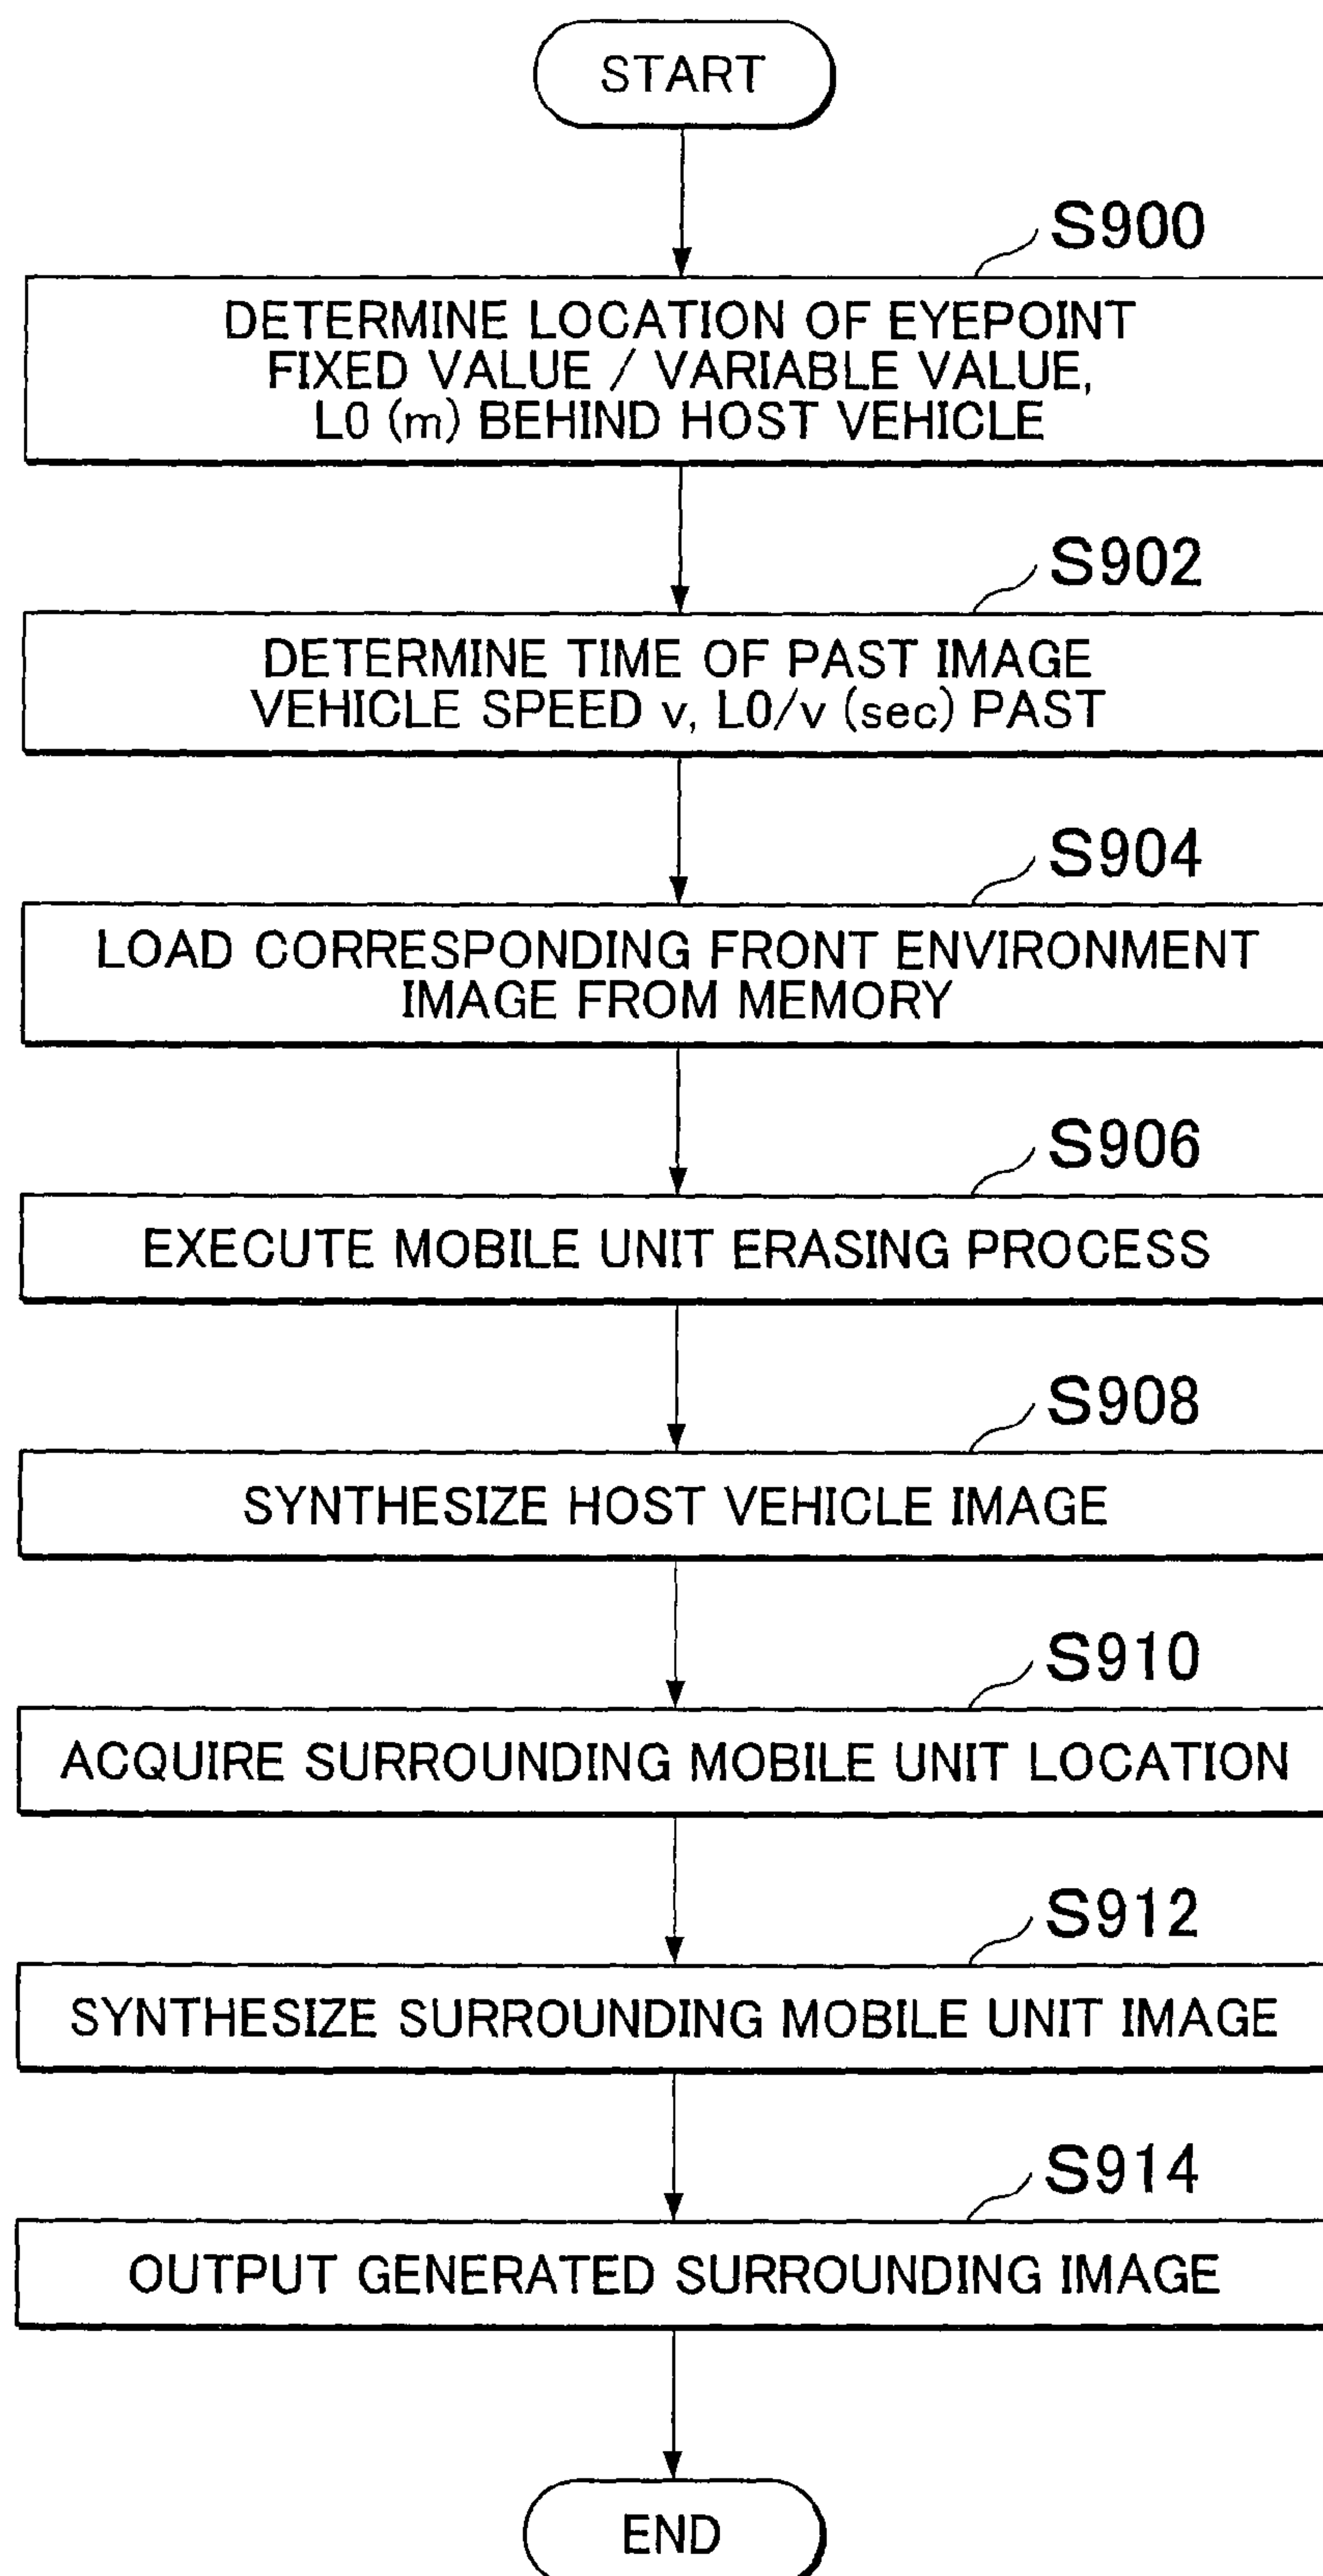 START
S900
DETERMINE LOCATION OF EYEPOINT
FIXED VALUE / VARIABLE VALUE,
L0 (m) BEHIND HOST VEHICLE
S902
DETERMINE TIME OF PAST IMAGE
VEHICLE SPEED v, L0/v (sec) PAST
S904
LOAD CORRESPONDING FRONT ENVIRONMENT
IMAGE FROM MEMORY
S906
EXECUTE MOBILE UNIT ERASING PROCESS
S908
SYNTHESIZE HOST VEHICLE IMAGE
S910
ACQUIRE SURROUNDING MOBILE UNIT LOCATION
S912
SYNTHESIZE SURROUNDING MOBILE UNIT IMAGE
S914
OUTPUT GENERATED SURROUNDING IMAGE
END